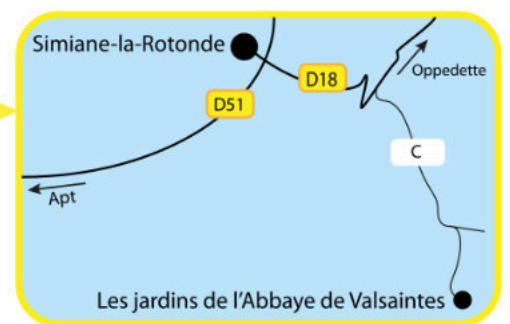 Simiane-la-Rotonde
Oppedette
D18
D51
C
Apt
Les jardins de l'Abbaye de Valsaintes